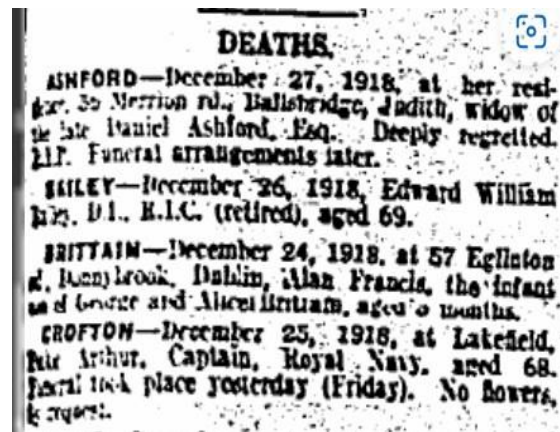 DEATHS.
ASHFORD—December 27, 1918, at her resi-
Merrion rd., Ballsbridge, Judith, widow of
the late Daniel Ashford, Esq. Deeply regretted.
R.I.P. Funeral arrangements later.
BAILEY—December 26, 1918, Edward William
D.I., R.I.C. (retired), aged 69.
BRITTAIN—December 24, 1918, at 57 Eglinton
Donnybrook, Dublin, Alan Francis, the infant
George and Alice Brittain, aged months.
CROFTON—December 25, 1918, at Lakefield,
Arthur, Captain, Royal Navy, aged 68.
Funeral took place yesterday (Friday). No flowers,
request.